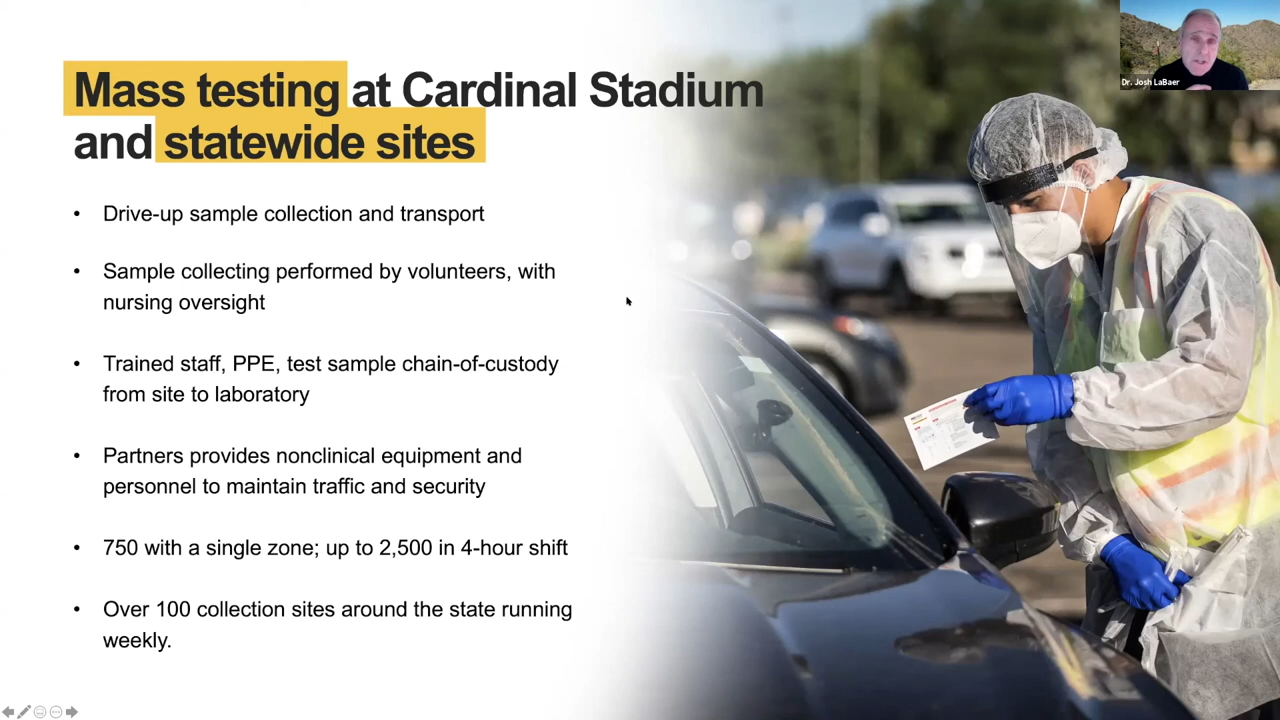 Mass testing at Cardinal Stadium
and statewide sites
Dr. Josh LaBaer
• Drive-up sample collection and transport
• Sample collecting performed by volunteers, with
nursing oversight
• Trained staff, PPE, test sample chain-of-custody
from site to laboratory
• Partners provides nonclinical equipment and
personnel to maintain traffic and security
• 750 with a single zone; up to 2,500 in 4-hour shift
• Over 100 collection sites around the state running
weekly.